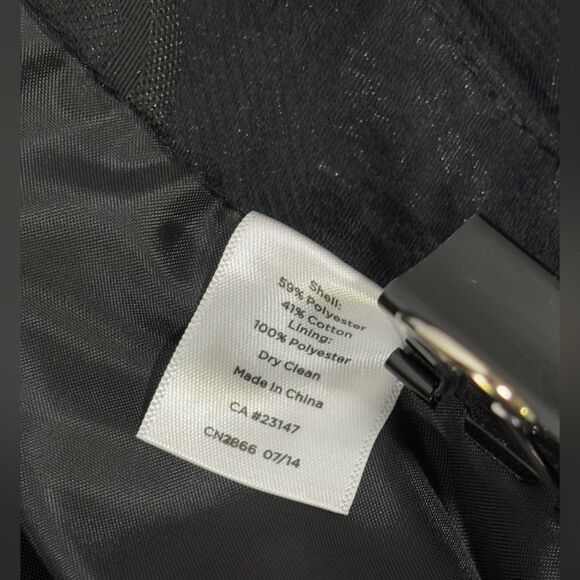 Shell:
59% Polyester
41% Cotton
Lining:
100% Polyester
Dry Clean
Made In China
CA #23147
CN2866 07/14